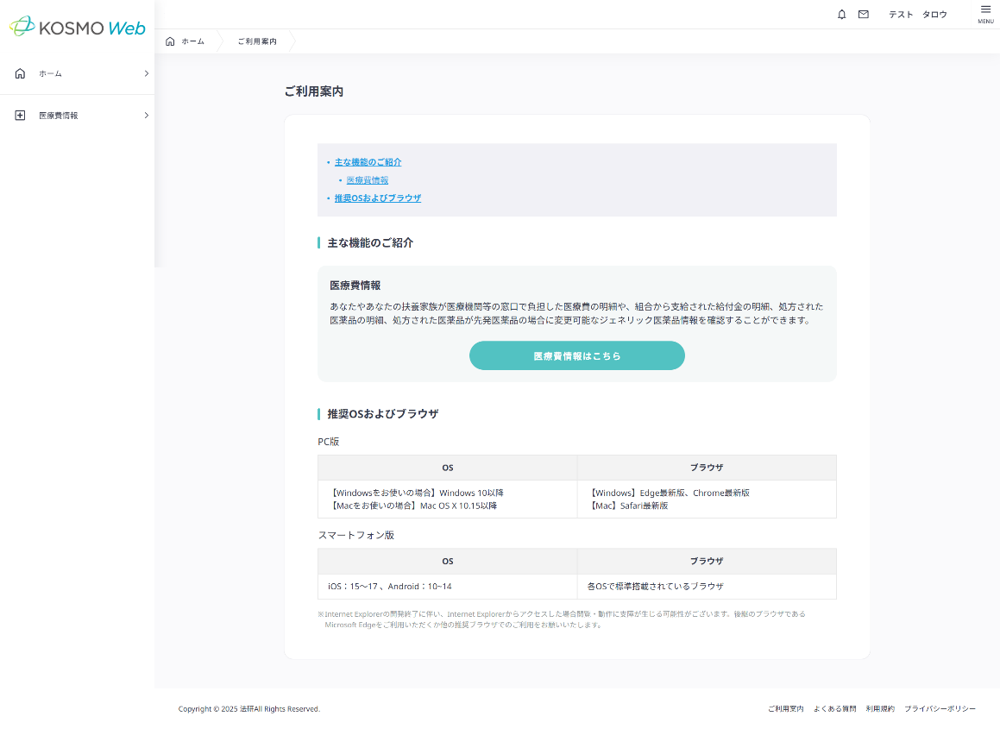 KOSMO Web
テスト　タロウ
MENU
ホーム
ご利用案内
ホーム
医療費情報
ご利用案内
• 主な機能のご紹介
• 医療費情報
• 推奨OSおよびブラウザ
主な機能のご紹介
医療費情報
あなたやあなたの扶養家族が医療機関等の窓口で負担した医療費の明細や、組合から支給された給付金の明細、処方された
医薬品の明細、処方された医薬品が先発医薬品の場合に変更可能なジェネリック医薬品情報を確認することができます。
医療費情報はこちら
推奨OSおよびブラウザ
PC版
OS ブラウザ
【Windowsをお使いの場合】Windows 10以降 【Windows】Edge最新版、Chrome最新版
【Macをお使いの場合】Mac OS X 10.15以降 【Mac】Safari最新版
スマートフォン版
OS ブラウザ
iOS：15～17 、Android：10~14 各OSで標準搭載されているブラウザ
※Internet Explorerの開発終了に伴い、Internet Explorerからアクセスした場合閲覧・動作に支障が生じる可能性がございます。後継のブラウザである
Microsoft Edgeをご利用いただくか他の推奨ブラウザでのご利用をお願いいたします。
Copyright © 2025 法研All Rights Reserved.
ご利用案内 よくある質問 利用規約 プライバシーポリシー